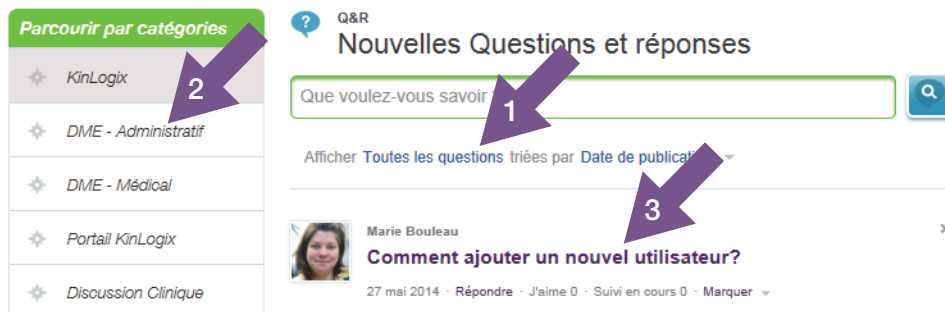 Parcourir par catégories
KinLogix
DME - Administratif
DME - Médical
Portail KinLogix
Discussion Clinique
2
Q&R
Nouvelles Questions et réponses
Que voulez-vous savoir
1
Afficher Toutes les questions triées par Date de publicati
3
Marie Bouleau
Comment ajouter un nouvel utilisateur?
27 mai 2014 · Répondre · J'aime 0 · Suivi en cours 0 · Marquer